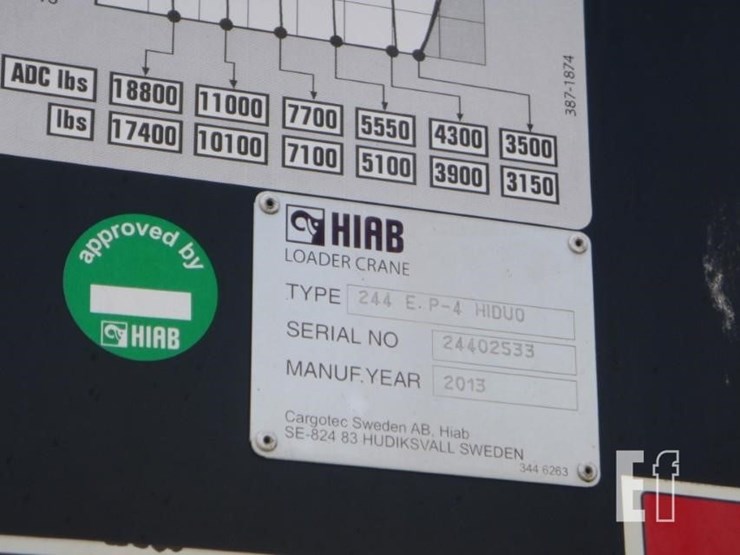 ADC lbs 18800 11000 7700 5550 4300 3500
lbs 17400 10100 7100 5100 3900 3150
387-1874
approved by
HIAB
HIAB
LOADER CRANE
TYPE 244 E.P-4 HIDUO
SERIAL NO 24402533
MANUF.YEAR 2013
Cargotec Sweden AB, Hiab
SE-824 83 HUDIKSVALL SWEDEN
344 6263
Ef